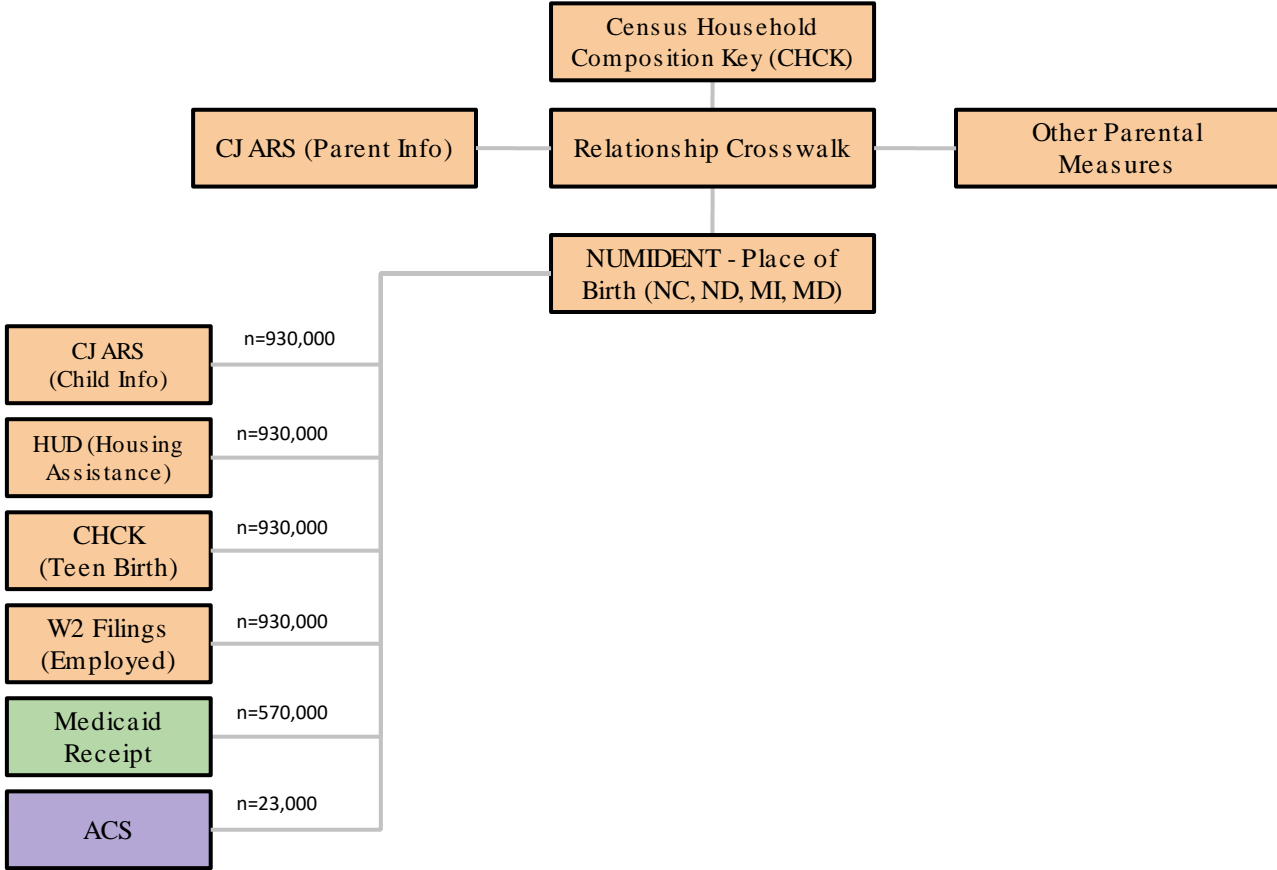 Census Household
Composition Key (CHCK)
CJARS (Parent Info)
Relationship Crosswalk
Other Parental
Measures
NUMIDENT - Place of
Birth (NC, ND, MI, MD)
CJARS
(Child Info)
n=930,000
HUD (Housing
Assistance)
n=930,000
CHCK
(Teen Birth)
n=930,000
W2 Filings
(Employed)
n=930,000
Medicaid
Receipt
n=570,000
ACS
n=23,000